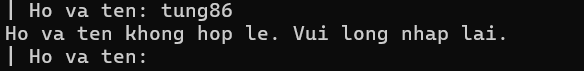 | Ho va ten: tung86
Ho va ten khong hop le. Vui long nhap lai.
| Ho va ten: